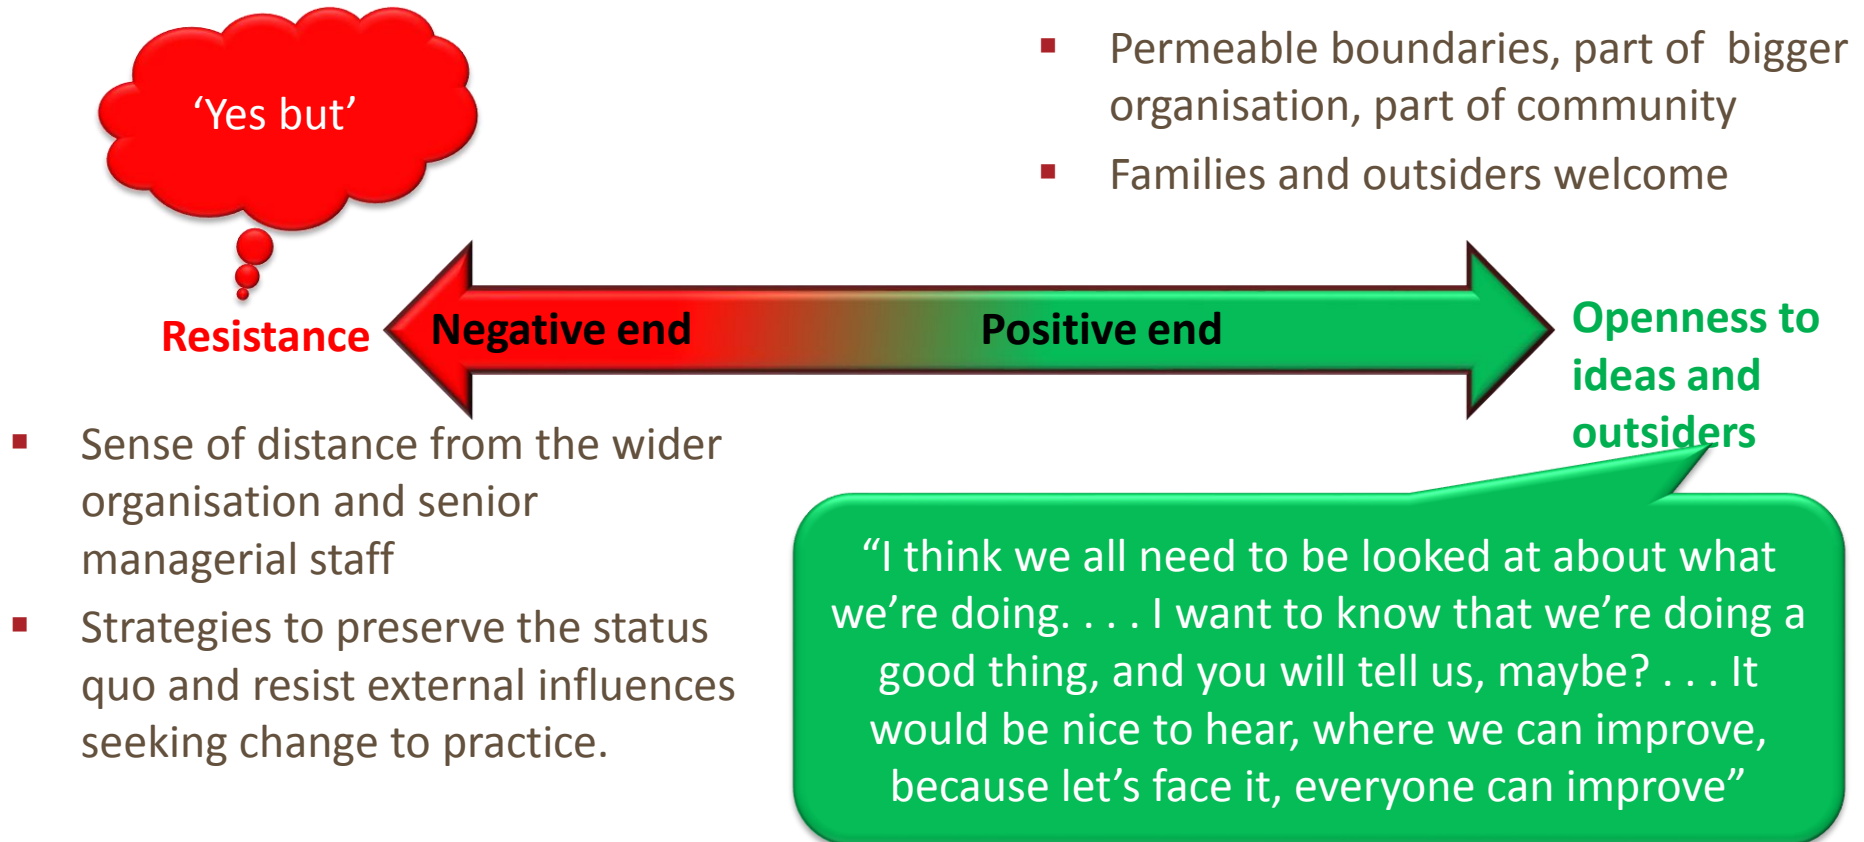 ‘Yes but’
▪ Permeable boundaries, part of bigger
organisation, part of community
▪ Families and outsiders welcome
Resistance
Negative end
Positive end
Openness to
ideas and
outsiders
▪ Sense of distance from the wider
organisation and senior
managerial staff
▪ Strategies to preserve the status
quo and resist external influences
seeking change to practice.
“I think we all need to be looked at about what
we’re doing. . . . I want to know that we’re doing a
good thing, and you will tell us, maybe? . . . It
would be nice to hear, where we can improve,
because let’s face it, everyone can improve”